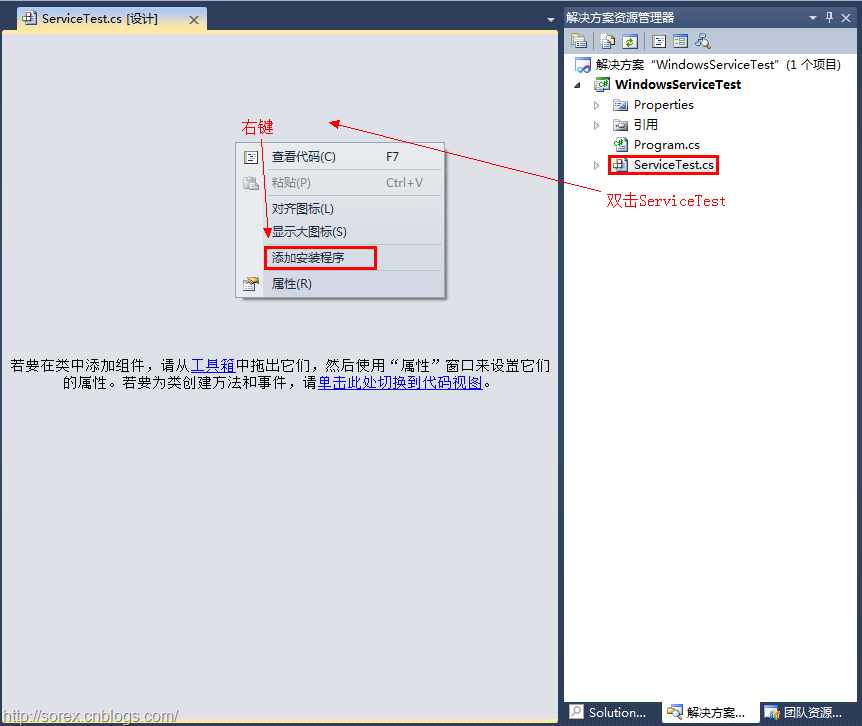 ServiceTest.cs [设计]
右键
查看代码(C) F7
粘贴(P) Ctrl+V
对齐图标(L)
显示大图标(S)
添加安装程序
属性(R)
若要在类中添加组件，请从工具箱中拖出它们，然后使用“属性”窗口来设置它们
的属性。若要为类创建方法和事件，请单击此处切换到代码视图。
http://sorex.cnblogs.com/
解决方案资源管理器
解决方案“WindowsServiceTest”(1 个项目)
WindowsServiceTest
Properties
引用
Program.cs
ServiceTest.cs
双击ServiceTest
Solution...
解决方案...
团队资源...